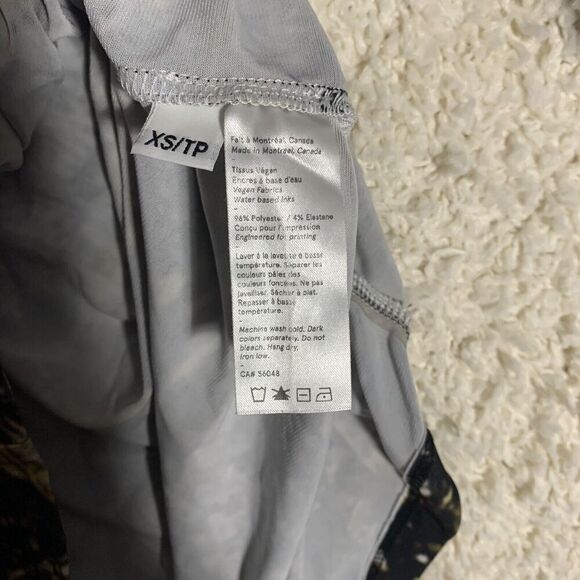 XS/TP
Fait à Montréal, Canada
Made in Montreal, Canada
-
Tissus Végan
Encres à base d'eau
Vegan Fabrics
Water based inks
-
96% Polyester / 4% Elastane
Conçu pour l'impression
Engineered for printing
-
Laver à la laveuse à basse
température. Séparer les
couleurs pâles des
couleurs foncées. Ne pas
javelliser. Sécher à plat.
Repasser à basse
température.
-
Machine wash cold. Dark
colors separately. Do not
bleach. Hang dry.
Iron low.
-
CA# 56048